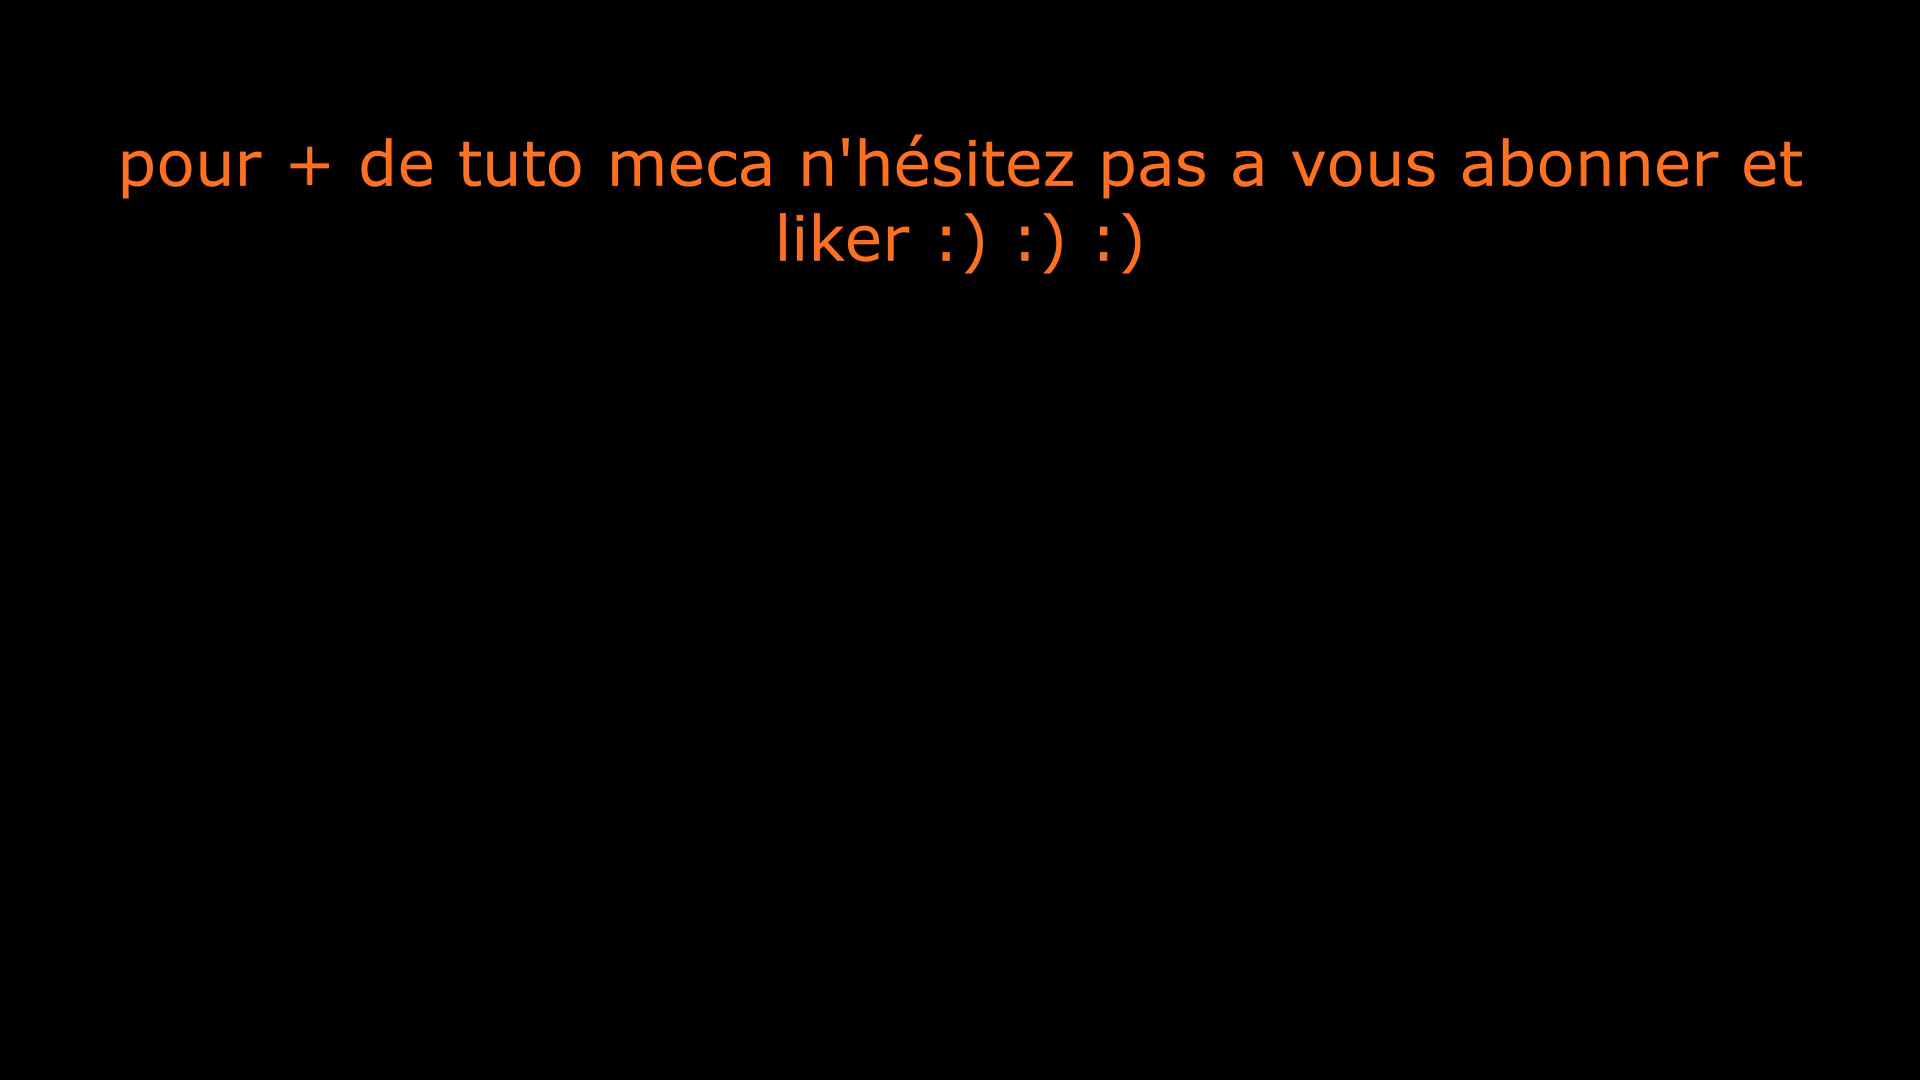 pour + de tuto meca n'hésitez pas a vous abonner et
liker :) :) :)